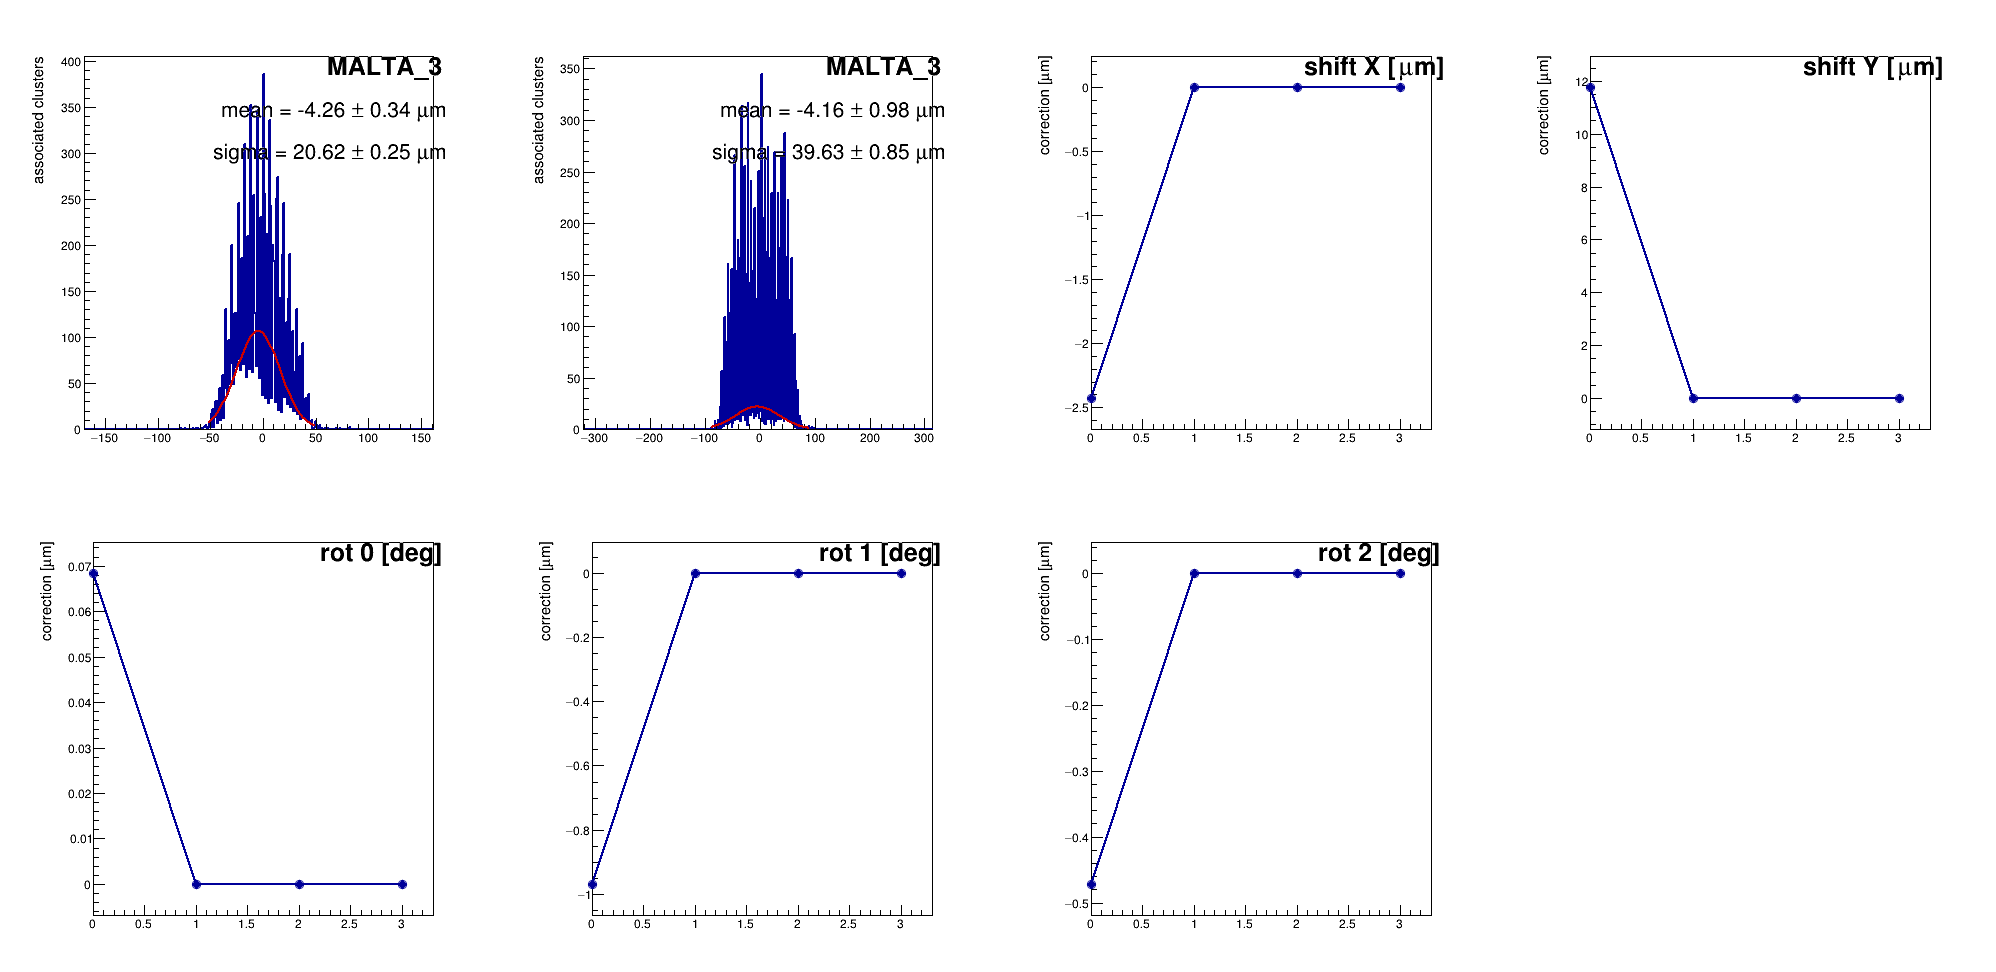 MALTA_3
mean = -4.26 ± 0.34 μm
sigma = 20.62 ± 0.25 μm
associated clusters
400
350
300
250
200
150
100
50
0
−150 −100 −50 0 50 100 150
MALTA_3
mean = -4.16 ± 0.98 μm
sigma = 39.63 ± 0.85 μm
associated clusters
350
300
250
200
150
100
50
0
−300 −200 −100 0 100 200 300
shift X [μm]
correction [μm]
0
−0.5
−1
−1.5
−2
−2.5
0 0.5 1 1.5 2 2.5 3
shift Y [μm]
correction [μm]
12
10
8
6
4
2
0
0 0.5 1 1.5 2 2.5 3
rot 0 [deg]
correction [μm]
0.07
0.06
0.05
0.04
0.03
0.02
0.01
0
0 0.5 1 1.5 2 2.5 3
rot 1 [deg]
correction [μm]
0
−0.2
−0.4
−0.6
−0.8
−1
0 0.5 1 1.5 2 2.5 3
rot 2 [deg]
correction [μm]
0
−0.1
−0.2
−0.3
−0.4
−0.5
0 0.5 1 1.5 2 2.5 3